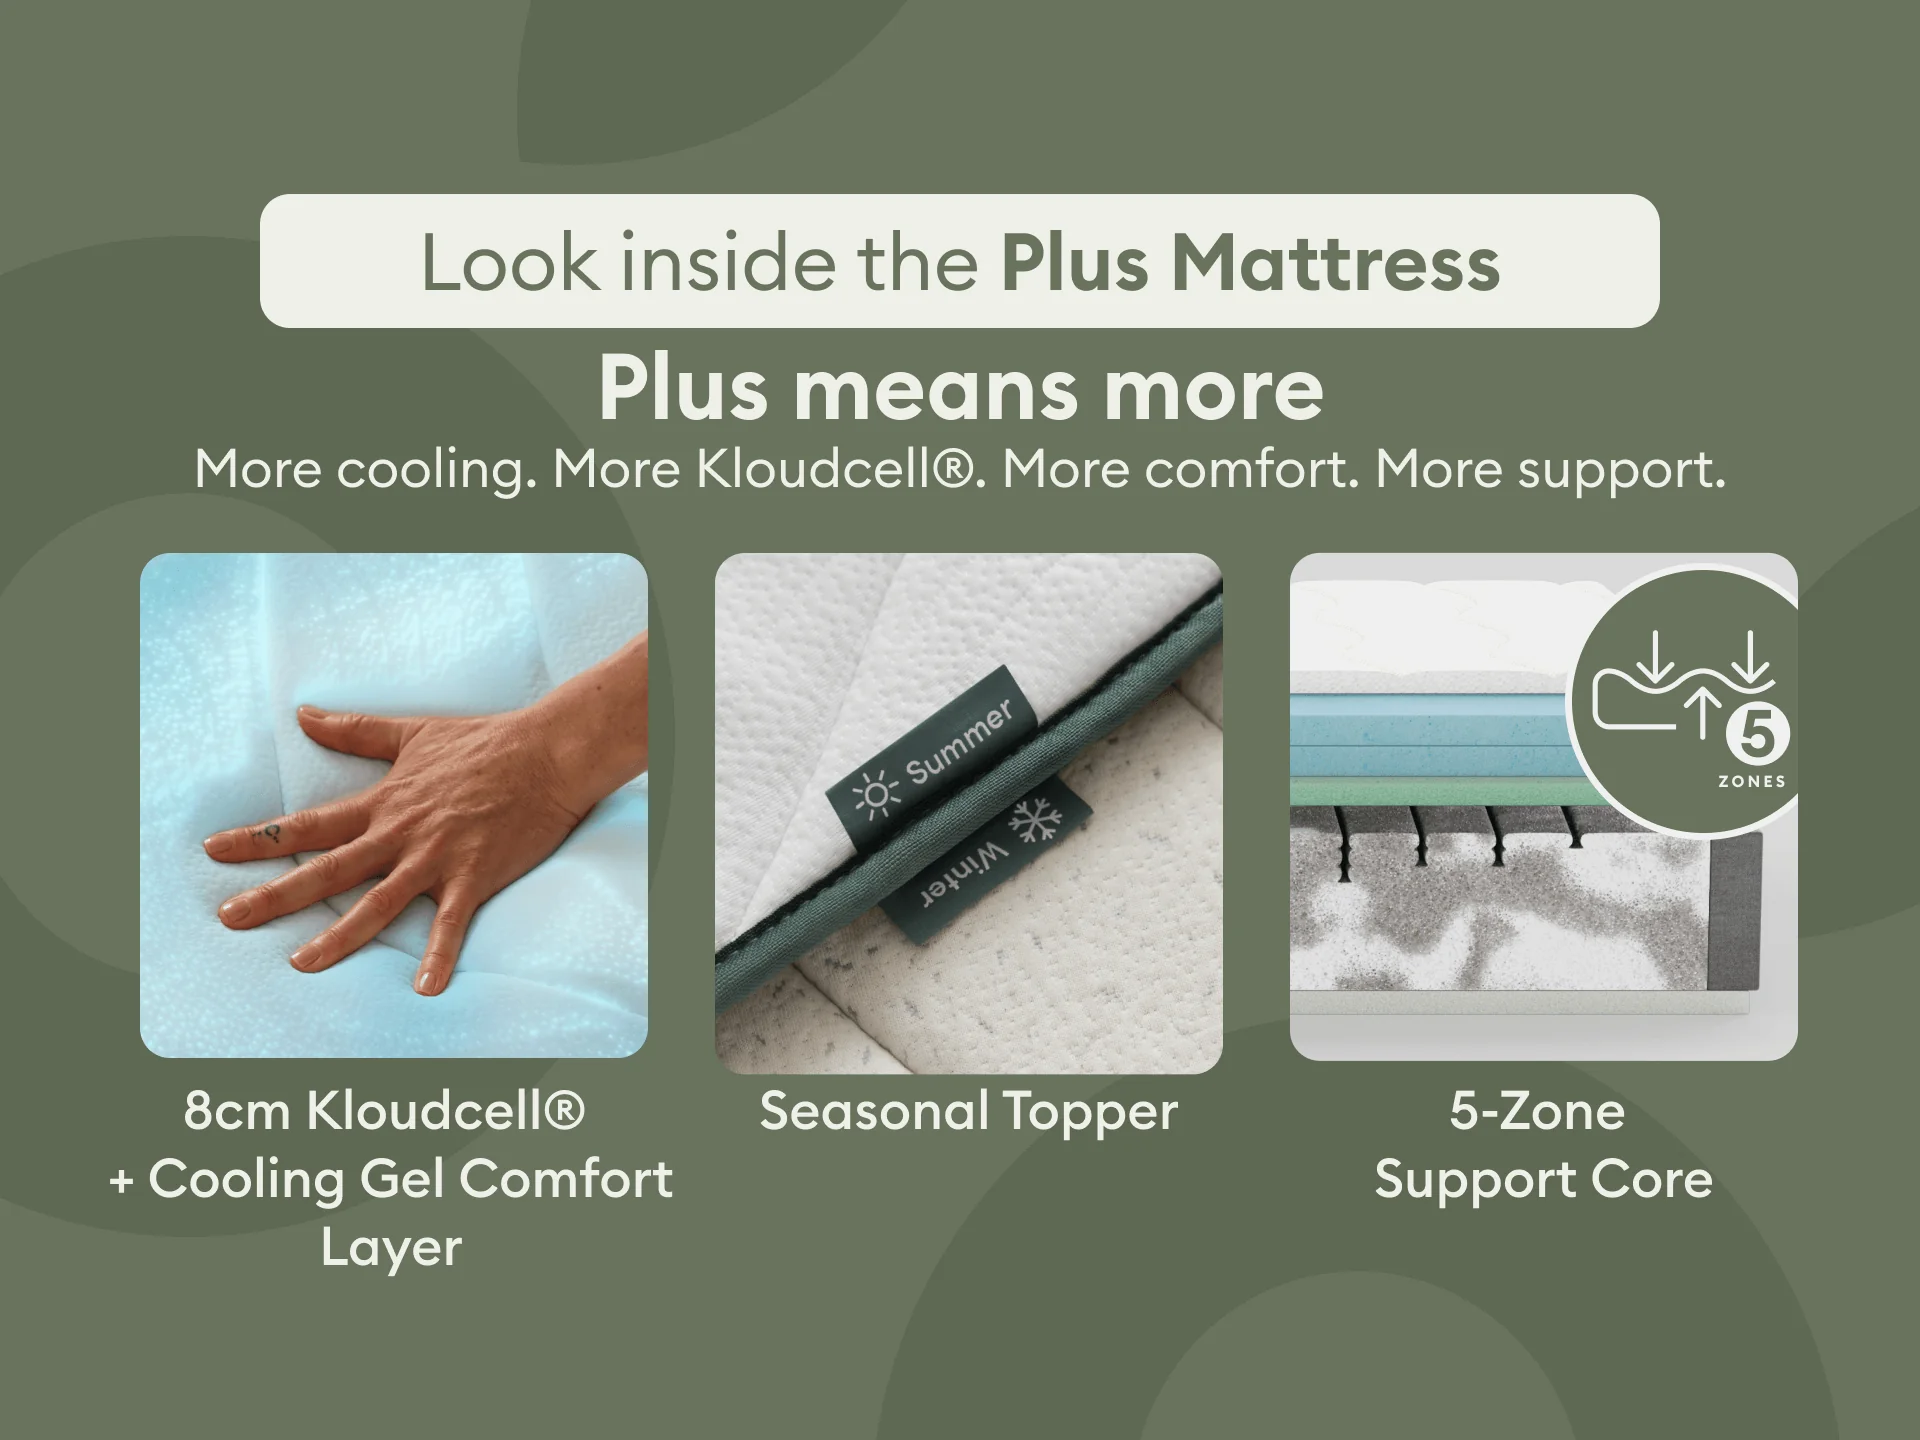 Look inside the Plus Mattress
Plus means more
More cooling. More Kloudcell®. More comfort. More support.
Summer
Winter
5
ZONES
8cm Kloudcell®
+ Cooling Gel Comfort
Layer
Seasonal Topper
5-Zone
Support Core